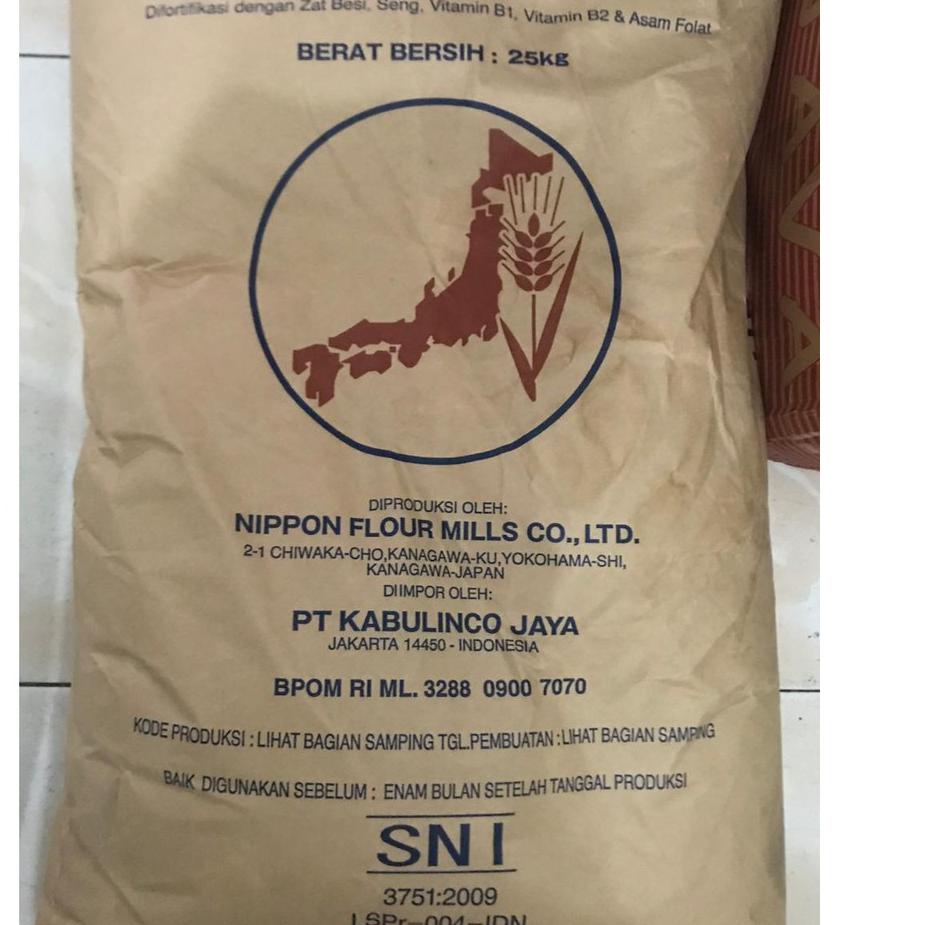 Difortifikasi dengan Zat Besi, Seng, Vitamin B1, Vitamin B2 & Asam Folat
BERAT BERSIH : 25kg
DIPRODUKSI OLEH:
NIPPON FLOUR MILLS CO., LTD.
2-1 CHIWAKA-CHO,KANAGAWA-KU,YOKOHAMA-SHI,
KANAGAWA-JAPAN
DIIMPOR OLEH:
PT KABULINCO JAYA
JAKARTA 14450 - INDONESIA
BPOM RI ML. 3288 0900 7070
KODE PRODUKSI : LIHAT BAGIAN SAMPING TGL.PEMBUATAN : LIHAT BAGIAN SAMPING
BAIK DIGUNAKAN SEBELUM : ENAM BULAN SETELAH TANGGAL PRODUKSI
SNI
3751:2009
LSPr-004-IDN